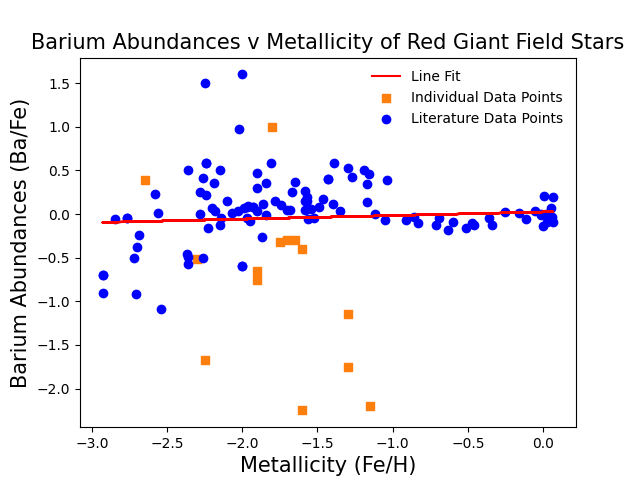 Barium Abundances v Metallicity of Red Giant Field Stars
Line Fit
Individual Data Points
Literature Data Points
Barium Abundances (Ba/Fe)
1.5
1.0
0.5
0.0
−0.5
−1.0
−1.5
−2.0
−3.0 −2.5 −2.0 −1.5 −1.0 −0.5 0.0
Metallicity (Fe/H)